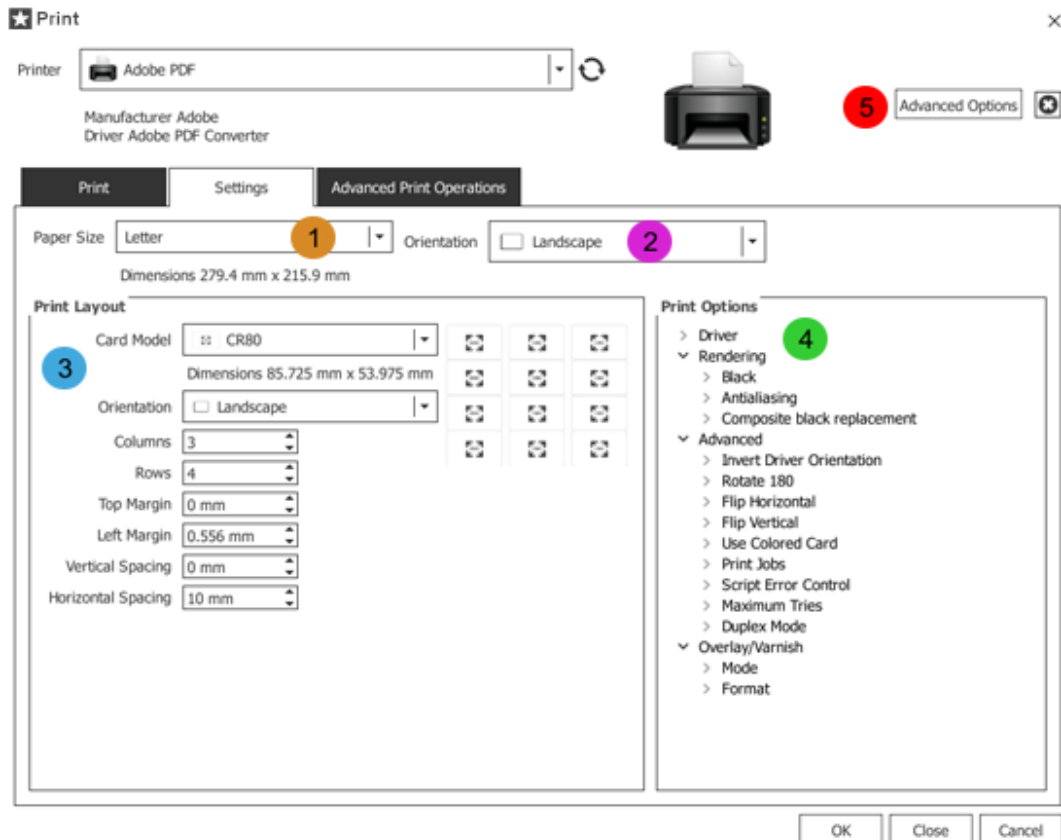 Print
Printer Adobe PDF
Manufacturer Adobe
Driver Adobe PDF Converter
5 Advanced Options
Print Settings Advanced Print Operations
Paper Size Letter 1 Orientation Landscape 2
Dimensions 279.4 mm x 215.9 mm
Print Layout
3
Card Model CR80
Dimensions 85.725 mm x 53.975 mm
Orientation Landscape
Columns 3
Rows 4
Top Margin 0 mm
Left Margin 0.556 mm
Vertical Spacing 0 mm
Horizontal Spacing 10 mm
Print Options
4
Driver
Rendering
Black
Antialiasing
Composite black replacement
Advanced
Invert Driver Orientation
Rotate 180
Flip Horizontal
Flip Vertical
Use Colored Card
Print Jobs
Script Error Control
Maximum Tries
Duplex Mode
Overlay/Varnish
Mode
Format
OK Close Cancel